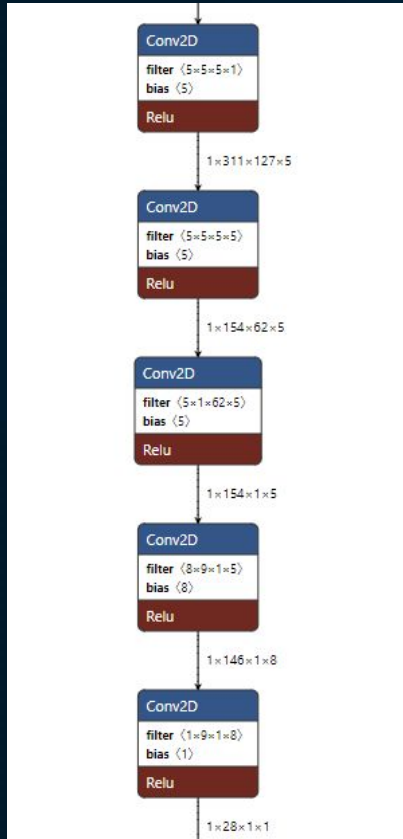 Conv2D
filter ⟨5×5×5×1⟩
bias ⟨5⟩
Relu
1×311×127×5
Conv2D
filter ⟨5×5×5×5⟩
bias ⟨5⟩
Relu
1×154×62×5
Conv2D
filter ⟨5×1×62×5⟩
bias ⟨5⟩
Relu
1×154×1×5
Conv2D
filter ⟨8×9×1×5⟩
bias ⟨8⟩
Relu
1×146×1×8
Conv2D
filter ⟨1×9×1×8⟩
bias ⟨1⟩
Relu
1×28×1×1